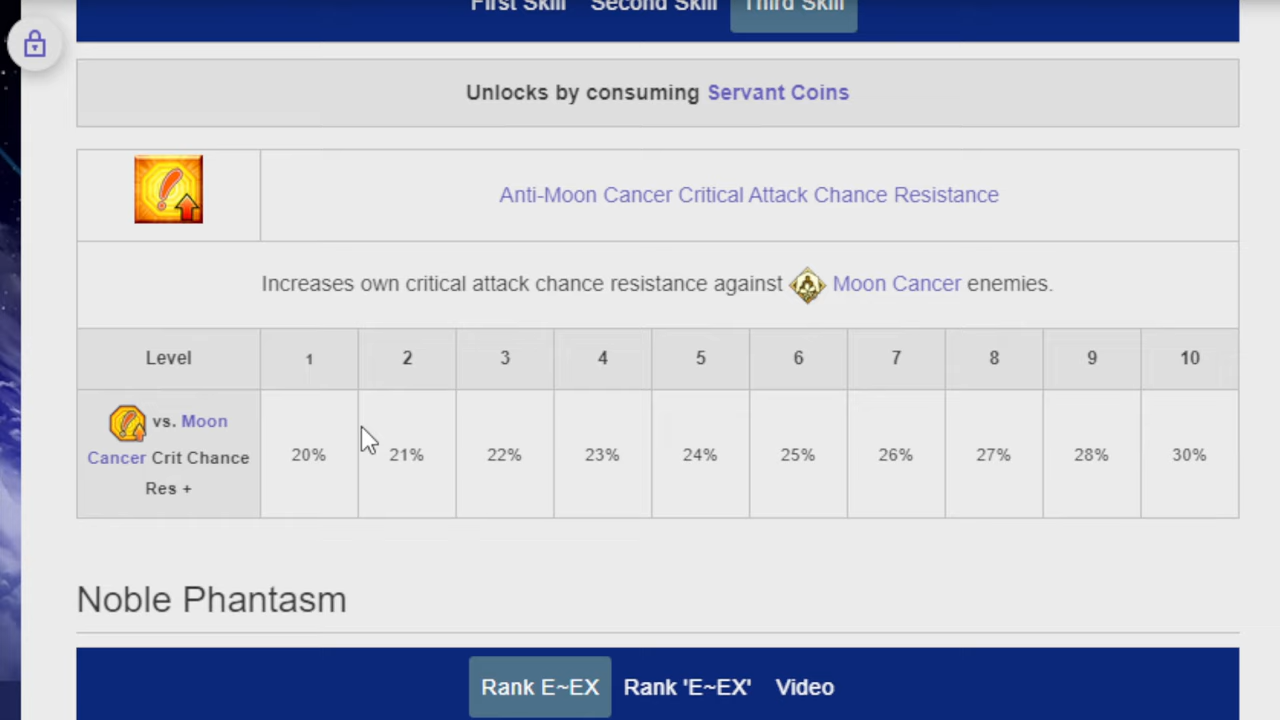 First Skill Second Skill Third Skill
Unlocks by consuming Servant Coins
Anti-Moon Cancer Critical Attack Chance Resistance
Increases own critical attack chance resistance against Moon Cancer enemies.
Level 1 2 3 4 5 6 7 8 9 10
vs. Moon
Cancer Crit Chance
Res +
20% 21% 22% 23% 24% 25% 26% 27% 28% 30%
Noble Phantasm
Rank E~EX Rank 'E~EX' Video